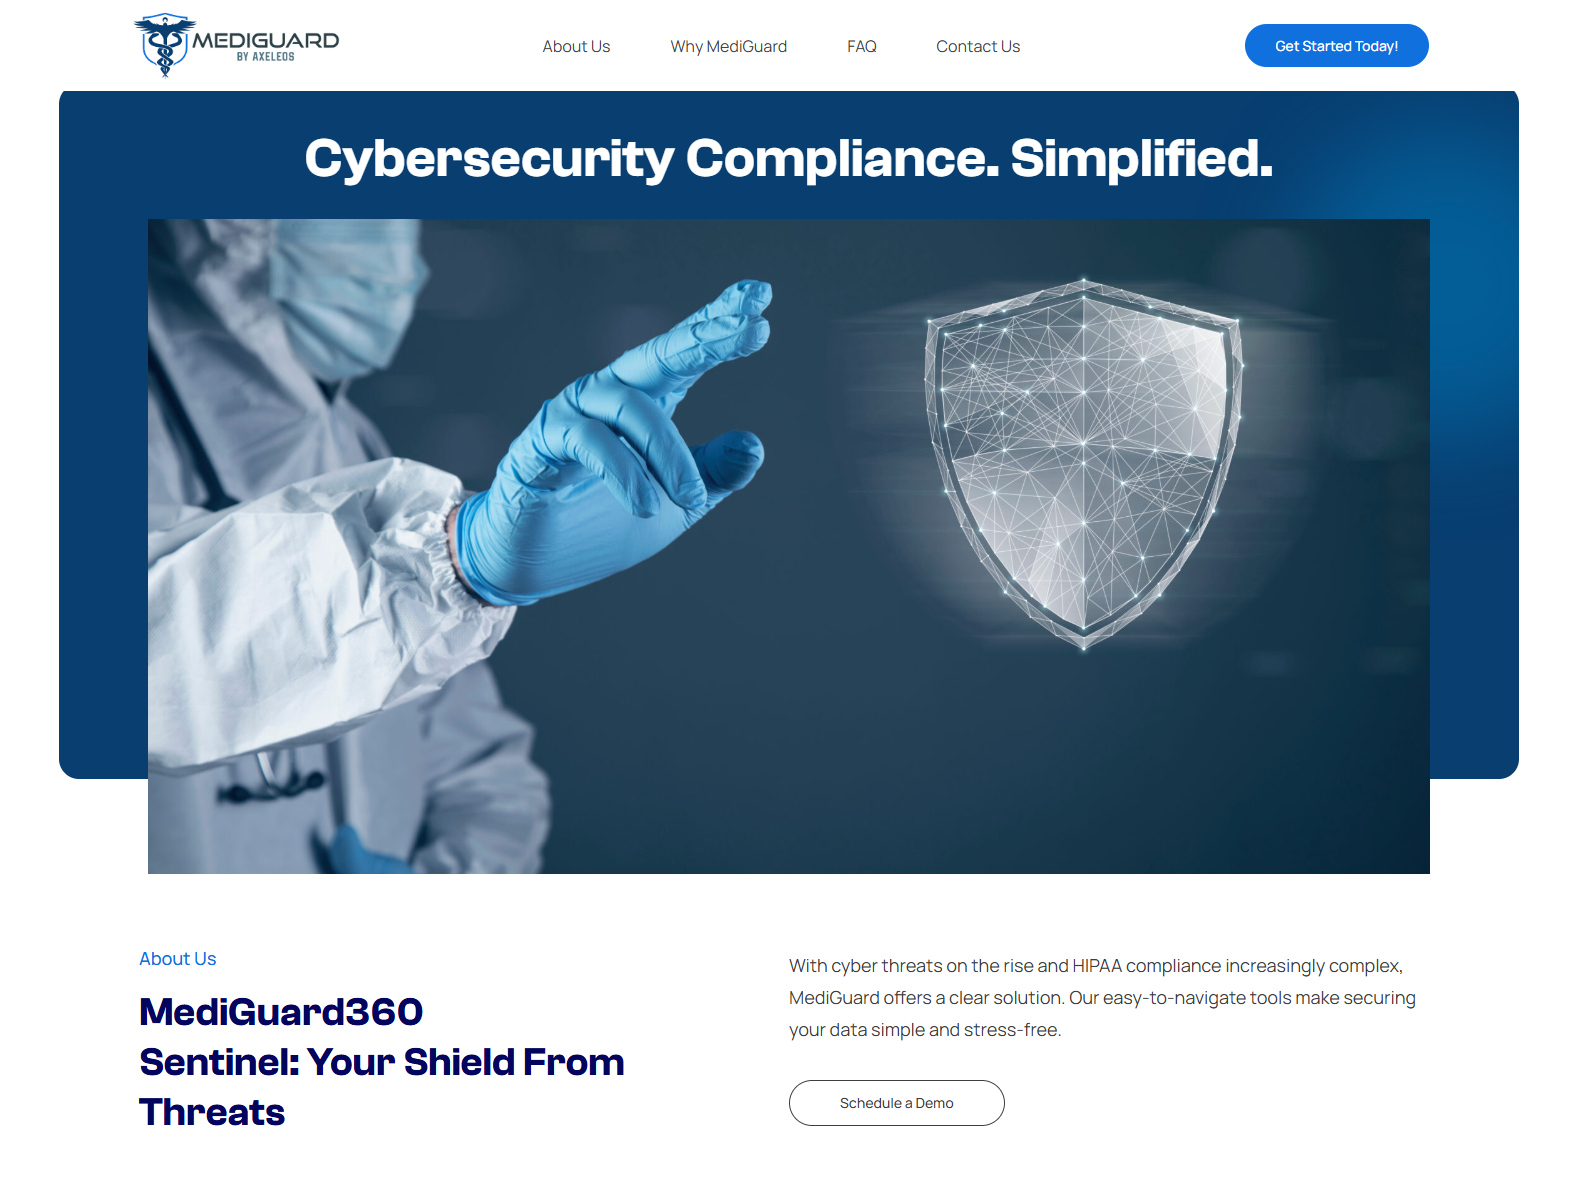 MEDIGUARD
BY AXELEOS
About Us
Why MediGuard
FAQ
Contact Us
Get Started Today!
Cybersecurity Compliance. Simplified.
About Us
MediGuard360
Sentinel: Your Shield From
Threats
With cyber threats on the rise and HIPAA compliance increasingly complex,
MediGuard offers a clear solution. Our easy-to-navigate tools make securing
your data simple and stress-free.
Schedule a Demo